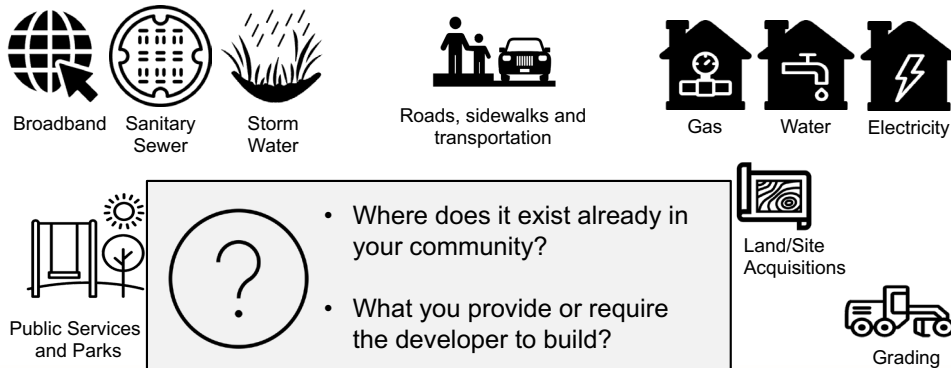 Broadband
Sanitary
Sewer
Storm
Water
Roads, sidewalks and
transportation
Gas
Water
Electricity
Public Services
and Parks
?
• Where does it exist already in
your community?
• What you provide or require
the developer to build?
Land/Site
Acquisitions
Grading